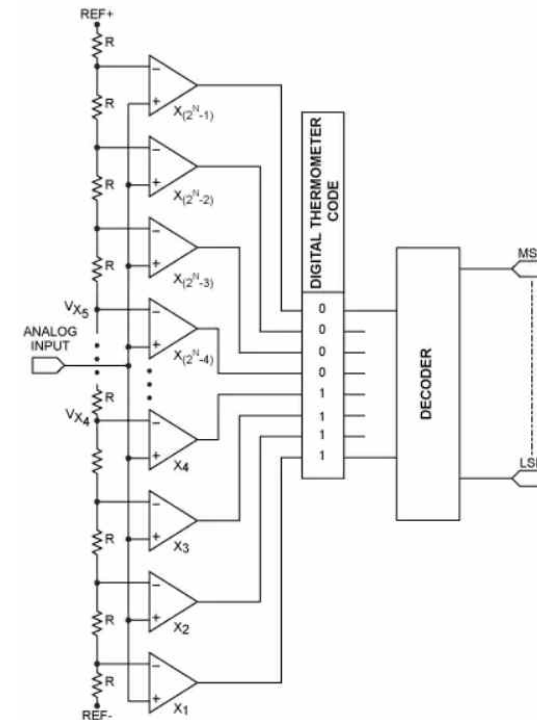 REF+
R
R
R
R
R
R
R
R
R
−
+
X(2^N-1)
−
+
X(2^N-2)
−
+
X(2^N-3)
−
+
X(2^N-4)
−
+
X4
−
+
X3
−
+
X2
−
+
X1
VX5
ANALOG
INPUT
VX4
REF-
DIGITAL THERMOMETER
CODE
0
0
0
0
1
1
1
1
DECODER
MS
LS